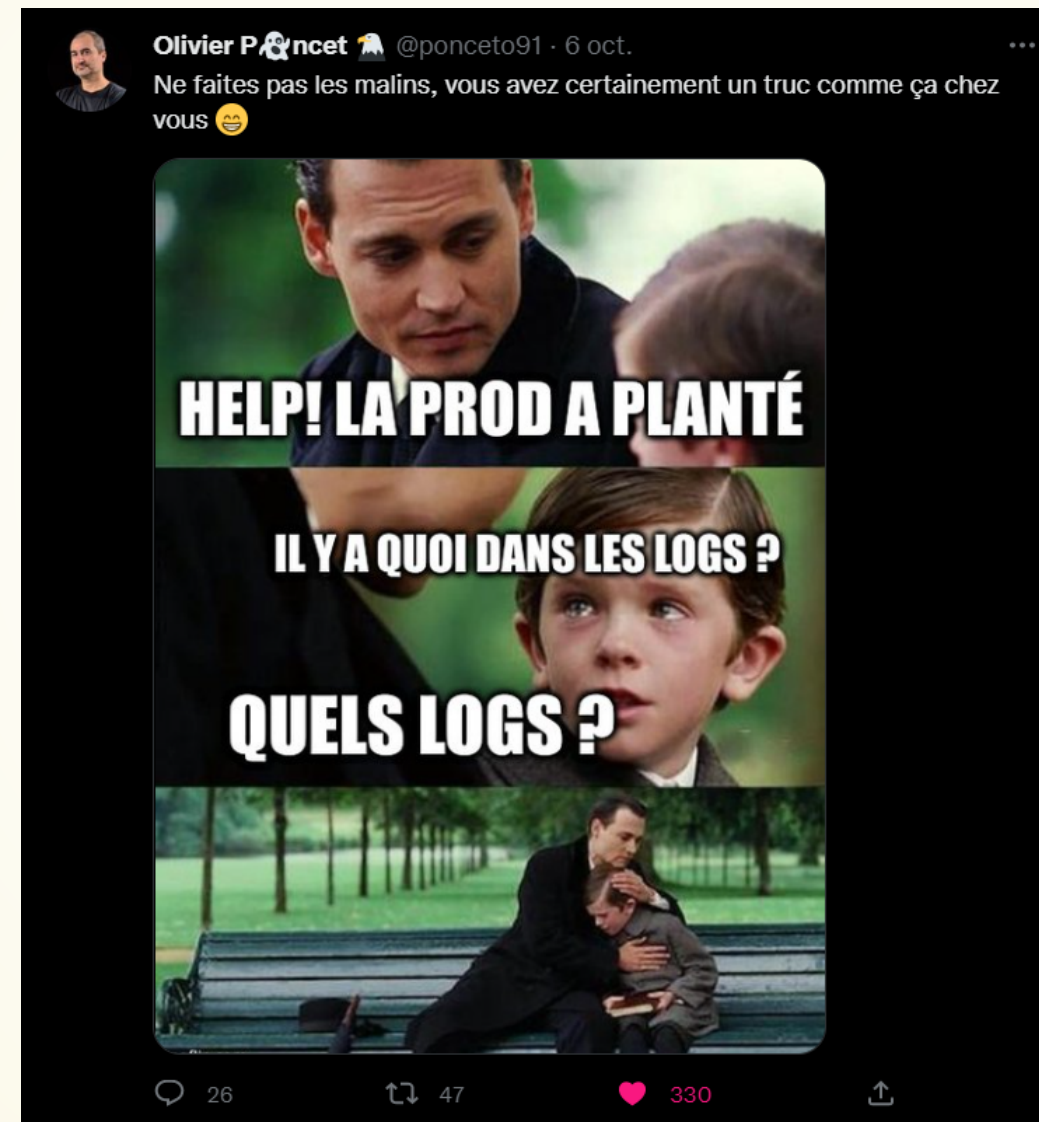 Olivier P👻ncet 🦅 @ponceto91 · 6 oct.
Ne faites pas les malins, vous avez certainement un truc comme ça chez
vous 😁
HELP! LA PROD A PLANTÉ
IL Y A QUOI DANS LES LOGS ?
QUELS LOGS ?
26 47 330